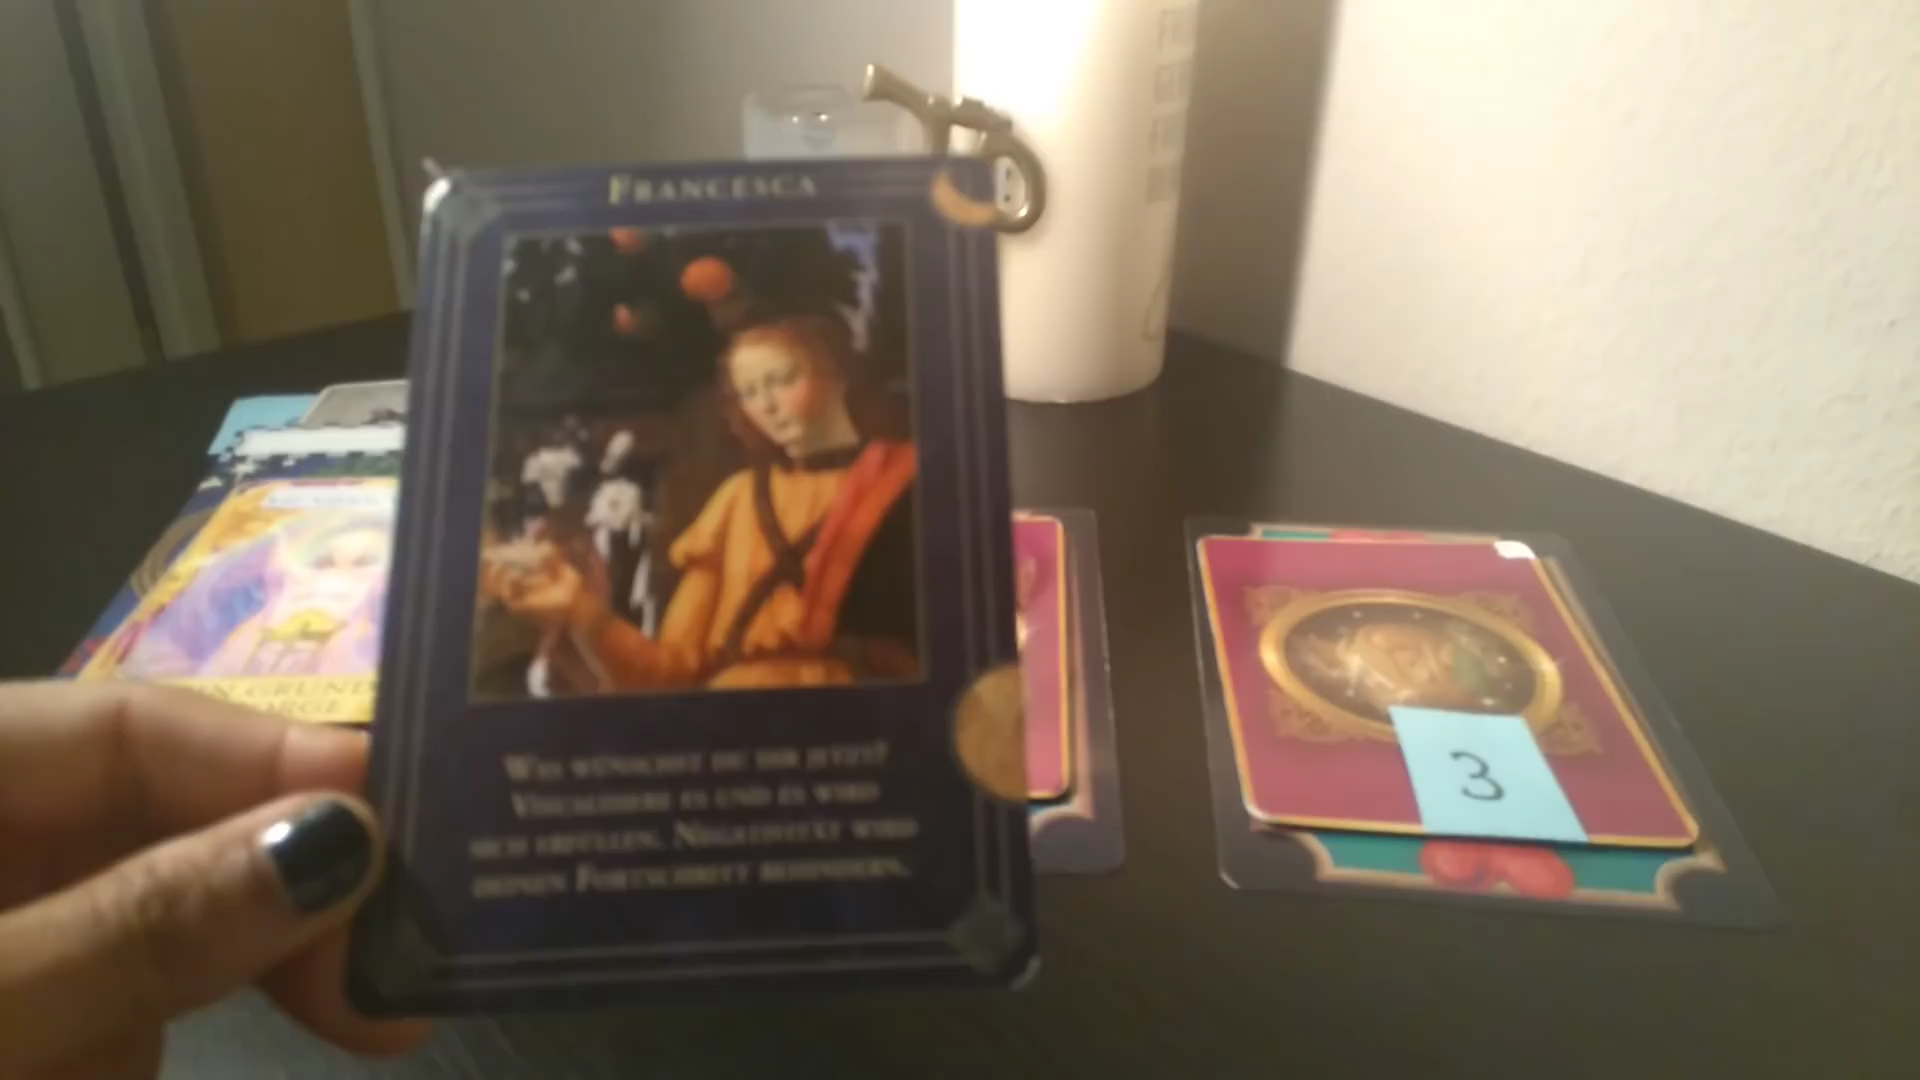 FRANCESCA
WAS WÜNSCHST DU DIR JETZT?
VISUALISIERE ES UND ES WIRD
SICH ERFÜLLEN. NEGATIVITÄT WIRD
DEINEN FORTSCHRITT BEHINDERN.
GRUND
3